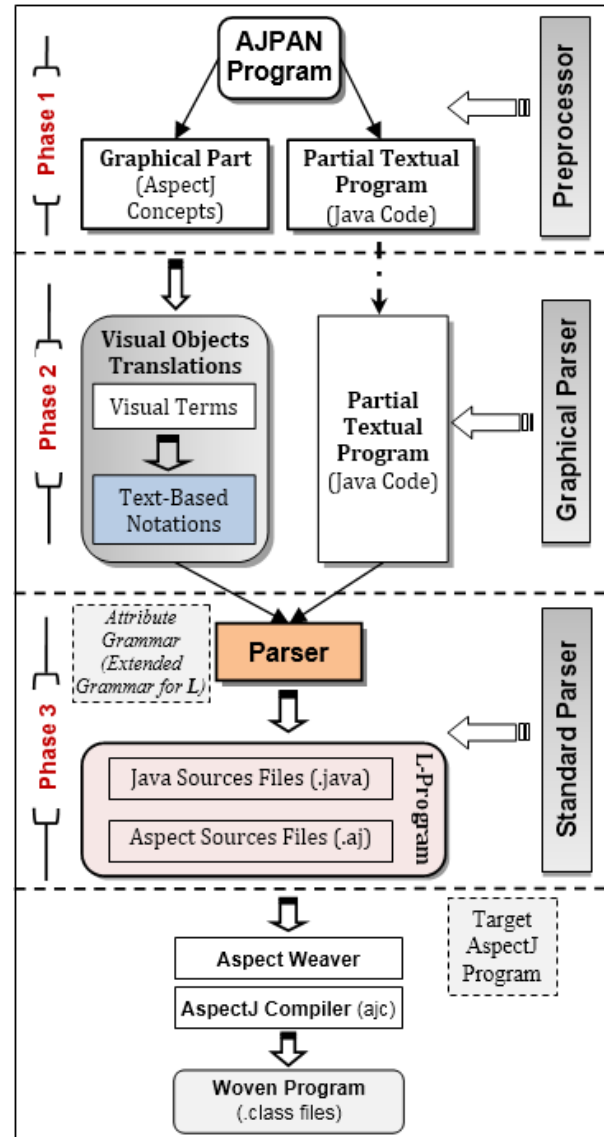 AJPAN
Program
Phase 1
Graphical Part
(AspectJ
Concepts)
Partial Textual
Program
(Java Code)
Preprocessor
Phase 2
Visual Objects
Translations
Visual Terms
Text-Based
Notations
Partial
Textual
Program
(Java Code)
Graphical Parser
Phase 3
Attribute
Grammar
(Extended
Grammar for L)
Parser
Java Sources Files (.java)
Aspect Sources Files (.aj)
L-Program
Standard Parser
Target
AspectJ
Program
Aspect Weaver
AspectJ Compiler (ajc)
Woven Program
(.class files)